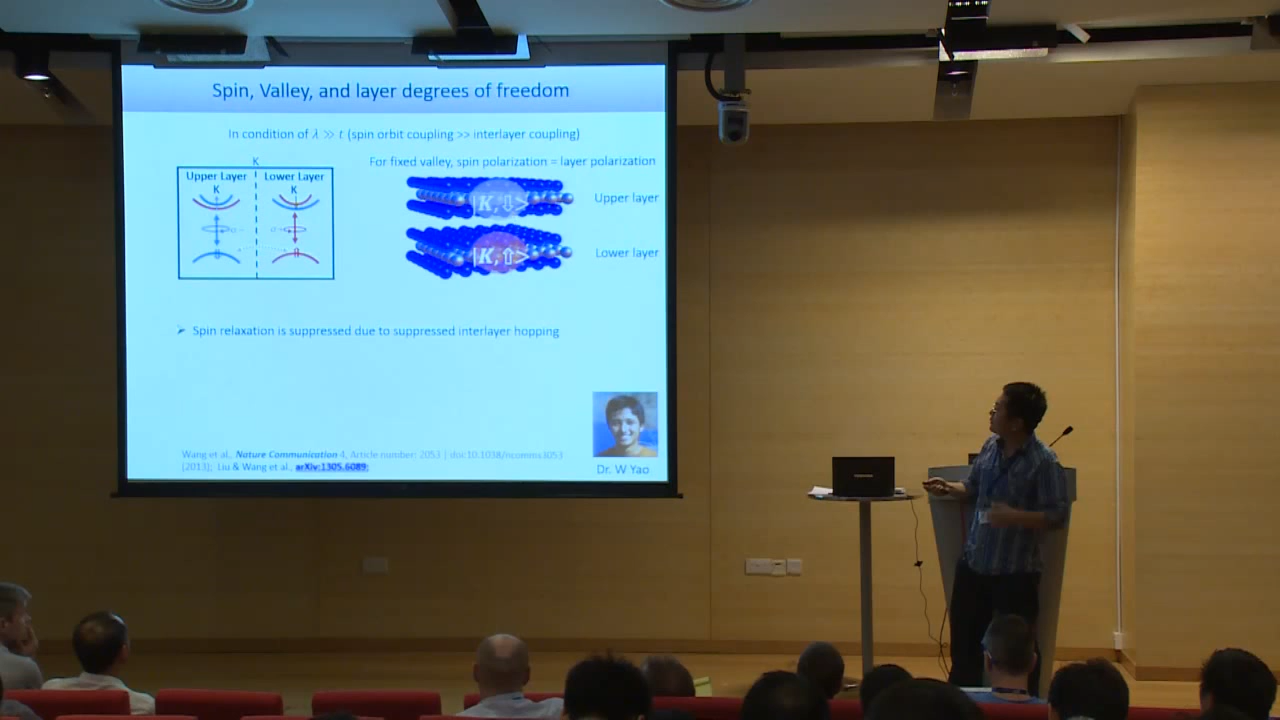 Spin, Valley, and layer degrees of freedom
In condition of λ ≫ t (spin orbit coupling >> interlayer coupling)
K
For fixed valley, spin polarization = layer polarization
Upper Layer
Lower Layer
K
K
|K,⇩>
Upper layer
|K,⇧>
Lower layer
➢ Spin relaxation is suppressed due to suppressed interlayer hopping
Wang et al., Nature Communication 4, Article number: 2053 | doi:10.1038/ncomms3053
(2013); Liu & Wang et al., arXiv:1305.6089;
Dr. W Yao
TOSHIBA